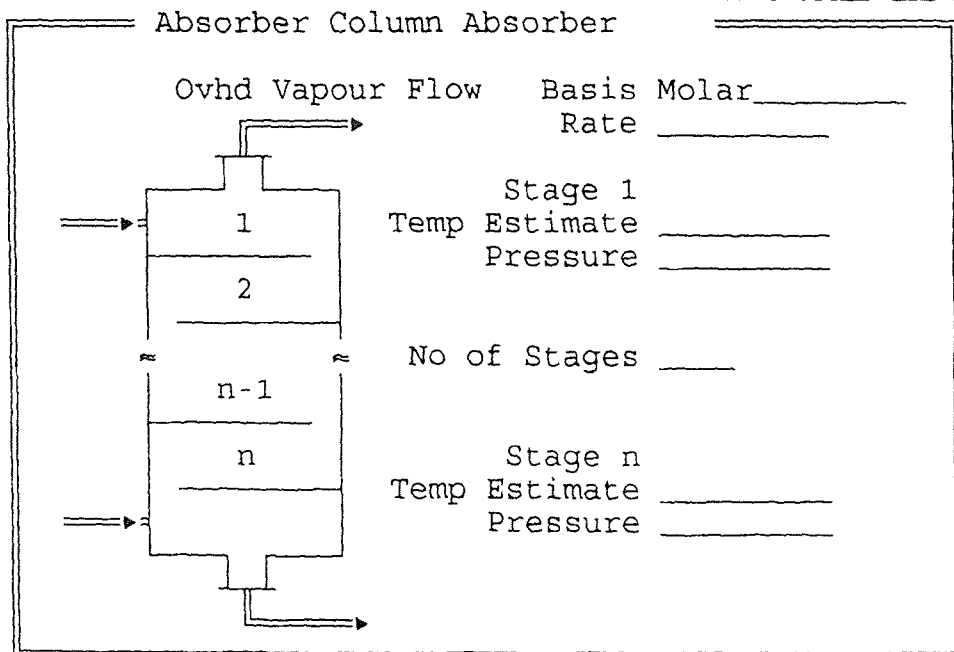 Absorber Column Absorber
Ovhd Vapour Flow Basis Molar
Rate
Stage 1
1
Temp Estimate
Pressure
2
No of Stages
n-1
n
Stage n
Temp Estimate
Pressure